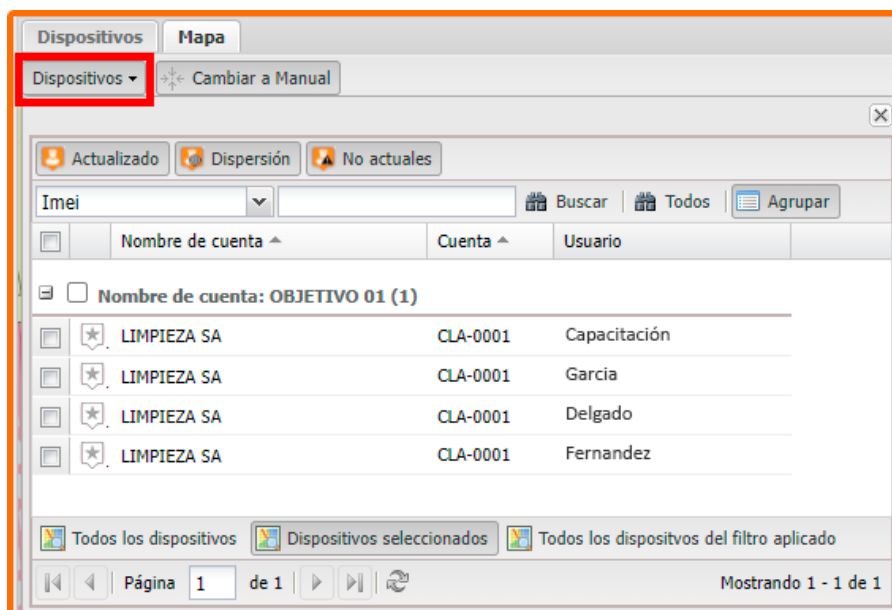 Dispositivos Mapa
Dispositivos Cambiar a Manual
Actualizado Dispersión No actuales
Imei Buscar Todos Agrupar
Nombre de cuenta Cuenta Usuario
Nombre de cuenta: OBJETIVO 01 (1)
LIMPIEZA SA CLA-0001 Capacitación
LIMPIEZA SA CLA-0001 Garcia
LIMPIEZA SA CLA-0001 Delgado
LIMPIEZA SA CLA-0001 Fernandez
Todos los dispositivos Dispositivos seleccionados Todos los dispositvos del filtro aplicado
Página 1 de 1 Mostrando 1 - 1 de 1